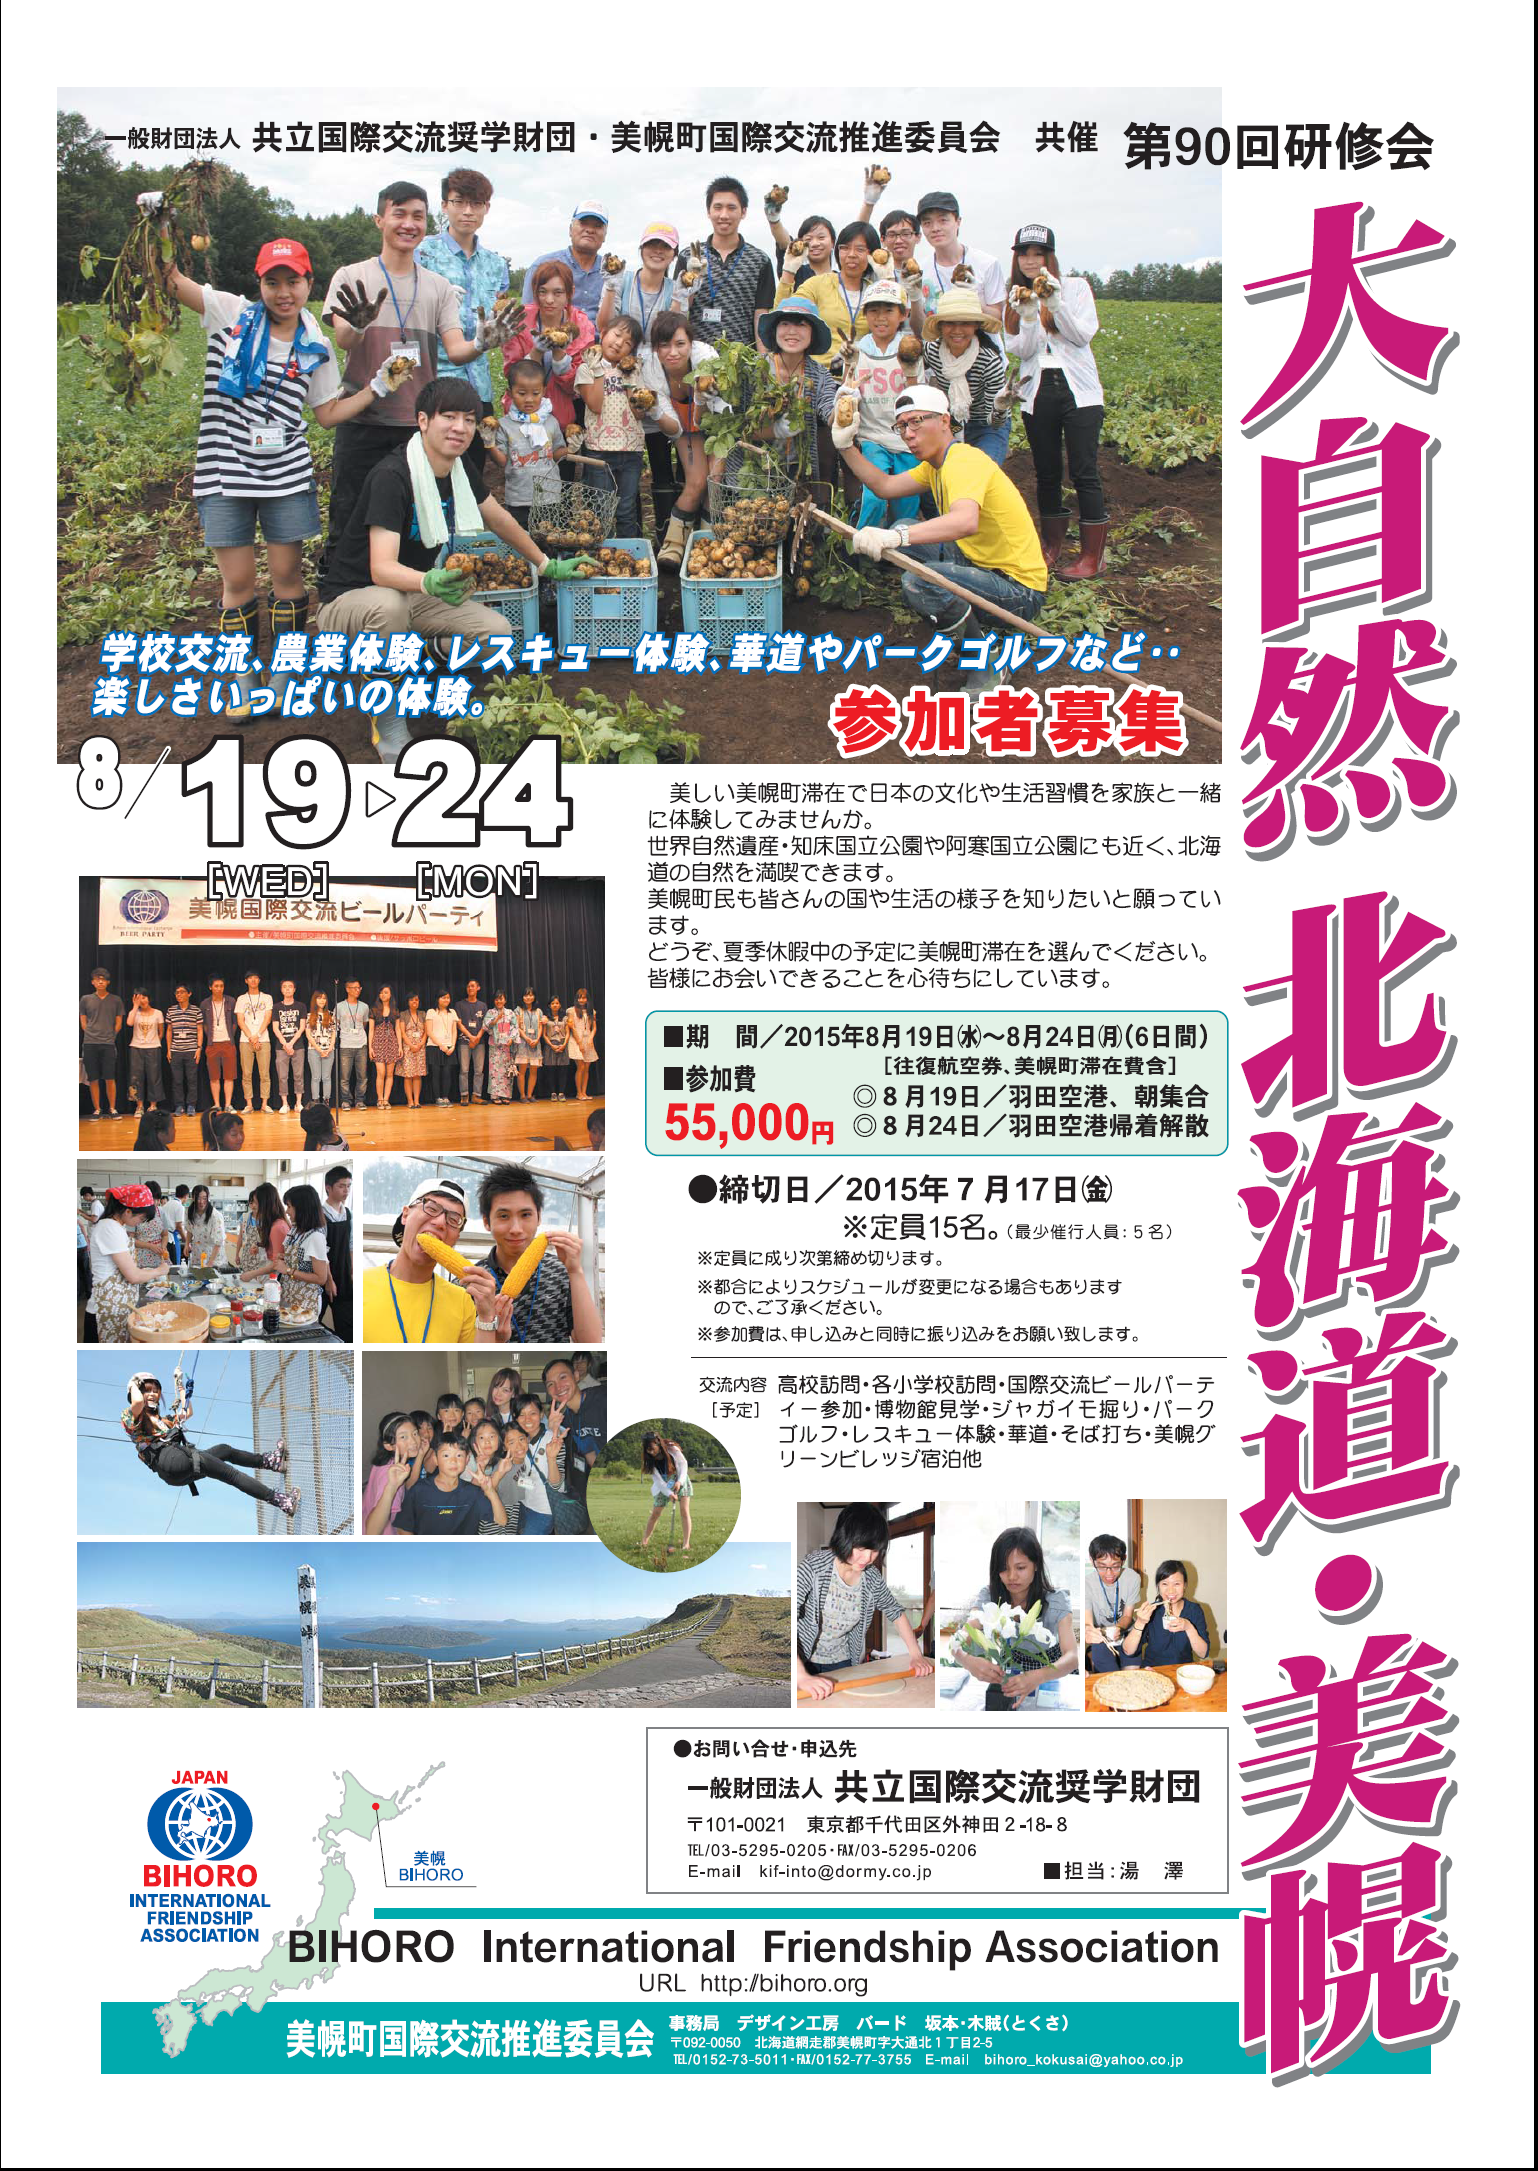 一般財団法人 共立国際交流奨学財団・美幌町国際交流推進委員会 共催 第90回研修会
大自然 北海道・美幌
学校交流、農業体験、レスキュー体験、華道やパークゴルフなど‥
楽しさいっぱいの体験。
参加者募集
8/19▷24
[WED] [MON]
美幌国際交流ビールパーティ
BEER PARTY
美しい美幌町滞在で日本の文化や生活習慣を家族と一緒
に体験してみませんか。
世界自然遺産・知床国立公園や阿寒国立公園にも近く、北海
道の自然を満喫できます。
美幌町民も皆さんの国や生活の様子を知りたいと願ってい
ます。
どうぞ、夏季休暇中の予定に美幌町滞在を選んでください。
皆様にお会いできることを心待ちにしています。
■期 間/2015年8月19日㈬~8月24日㈪(6日間)
[往復航空券、美幌町滞在費含]
■参加費
55,000円
◎8月19日/羽田空港、朝集合
◎8月24日/羽田空港帰着解散
●締切日/2015年7月17日㈮
※定員15名。(最少催行人員:5名)
※定員に成り次第締め切ります。
※都合によりスケジュールが変更になる場合もあります
ので、ご了承ください。
※参加費は、申し込みと同時に振り込みをお願い致します。
交流内容 高校訪問・各小学校訪問・国際交流ビールパーテ
[予定] ィー参加・博物館見学・ジャガイモ掘り・パーク
ゴルフ・レスキュー体験・華道・そば打ち・美幌グ
リーンビレッジ宿泊他
美幌峠
●お問い合せ・申込先
一般財団法人 共立国際交流奨学財団
〒101-0021 東京都千代田区外神田2-18-8
TEL/03-5295-0205・FAX/03-5295-0206
E-mail kif-into@dormy.co.jp ■担当:湯 澤
JAPAN
BIHORO
INTERNATIONAL
FRIENDSHIP
ASSOCIATION
美幌
BIHORO
BIHORO International Friendship Association
URL http://bihoro.org
美幌町国際交流推進委員会
事務局 デザイン工房 バード 坂本・木賊(とくさ)
〒092-0050 北海道網走郡美幌町字大通北1丁目2-5
TEL/0152-73-5011・FAX/0152-77-3755 E-mail bihoro_kokusai@yahoo.co.jp